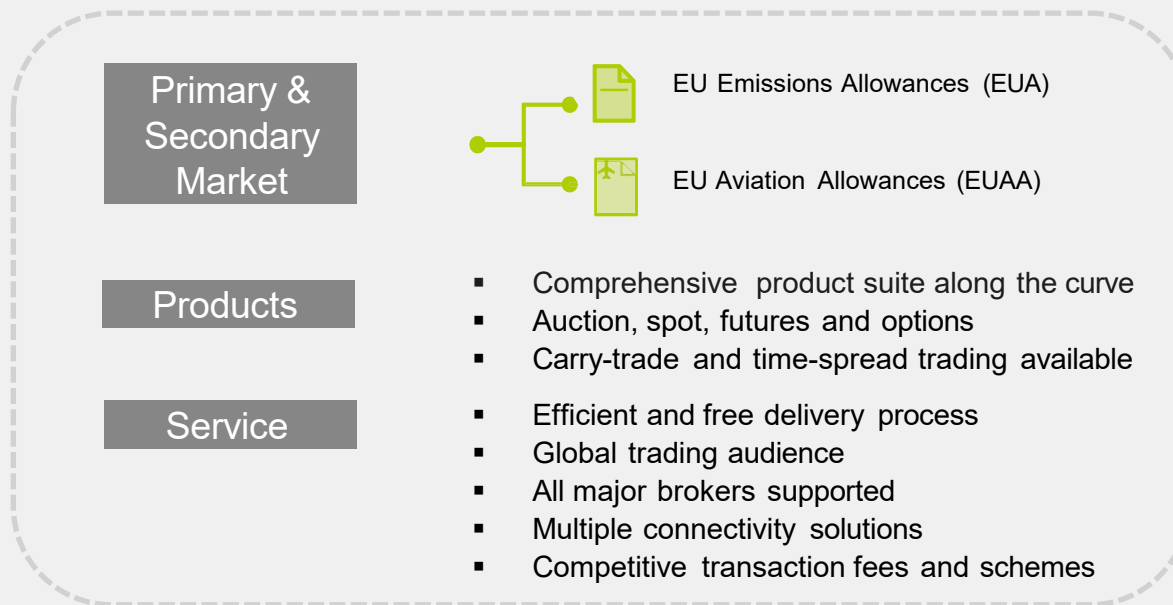 Primary &
Secondary
Market
EU Emissions Allowances (EUA)
EU Aviation Allowances (EUAA)
Products
▪ Comprehensive product suite along the curve
▪ Auction, spot, futures and options
▪ Carry-trade and time-spread trading available
Service
▪ Efficient and free delivery process
▪ Global trading audience
▪ All major brokers supported
▪ Multiple connectivity solutions
▪ Competitive transaction fees and schemes